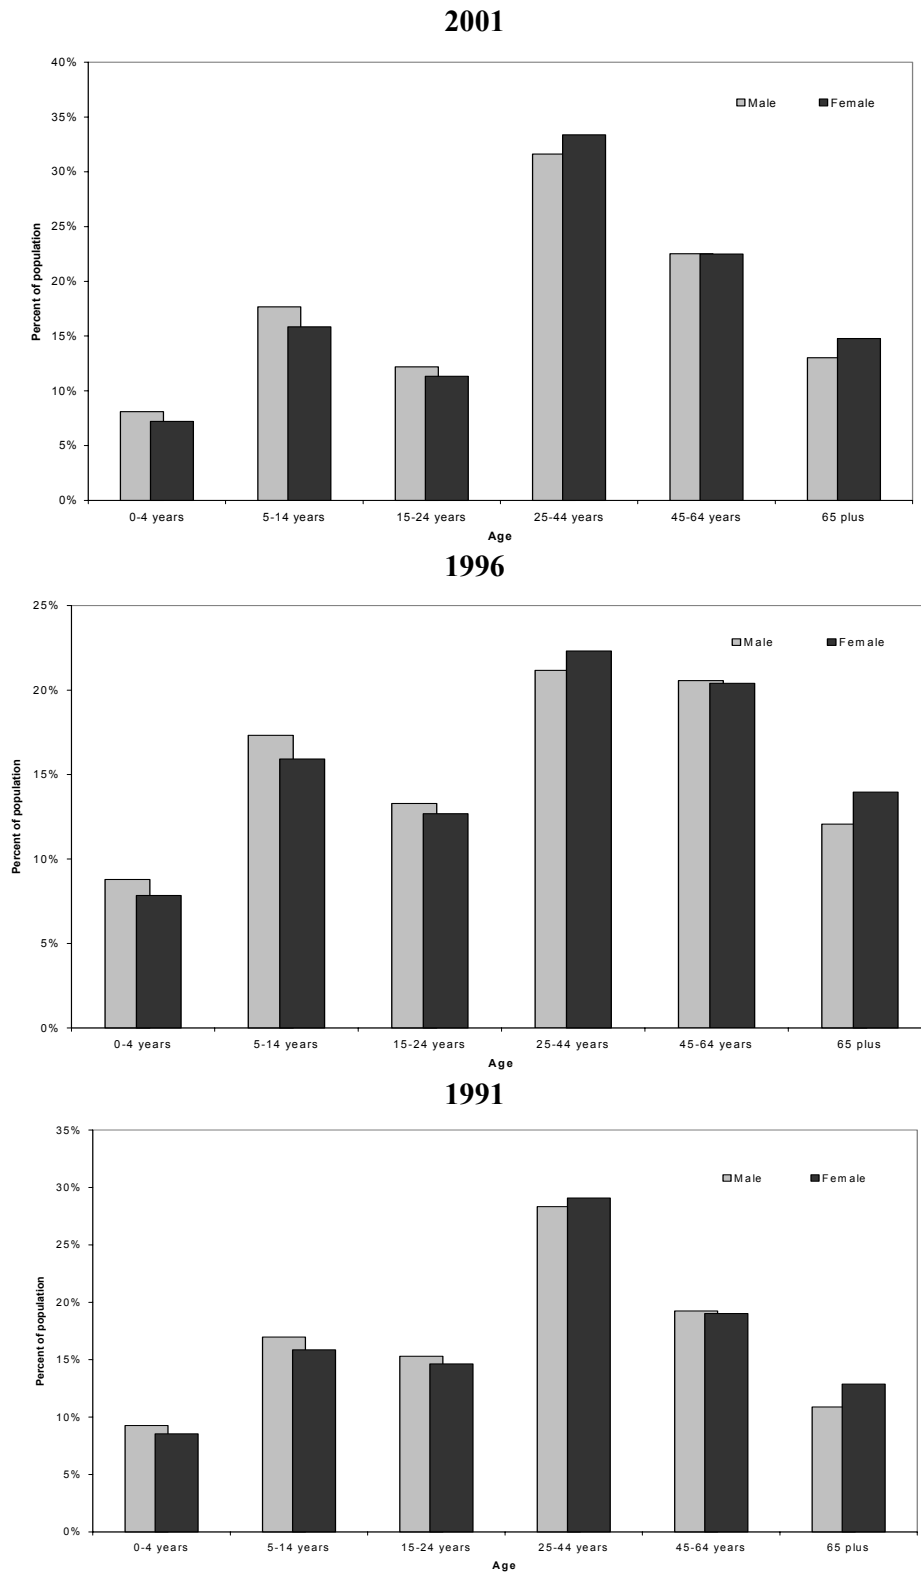 2001
40%
35%
30%
25%
20%
15%
10%
5%
0%
Percent of population
Male Female
0-4 years 5-14 years 15-24 years 25-44 years 45-64 years 65 plus
Age
1996
25%
20%
15%
10%
5%
0%
Percent of population
Male Female
0-4 years 5-14 years 15-24 years 25-44 years 45-64 years 65 plus
Age
1991
35%
30%
25%
20%
15%
10%
5%
0%
Percent of population
Male Female
0-4 years 5-14 years 15-24 years 25-44 years 45-64 years 65 plus
Age